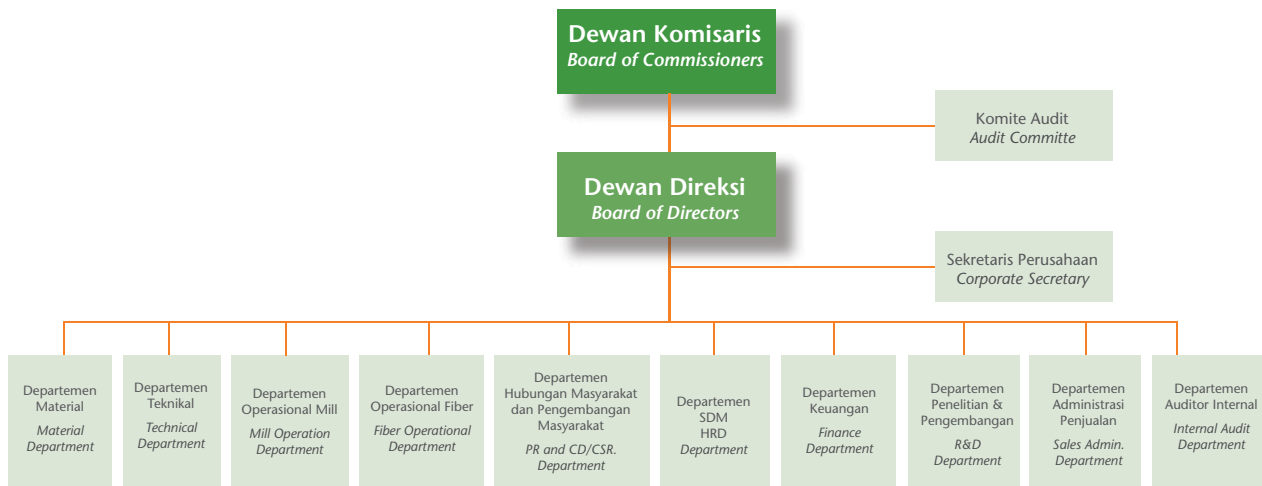 Dewan Komisaris
Board of Commissioners
Komite Audit
Audit Committe
Dewan Direksi
Board of Directors
Sekretaris Perusahaan
Corporate Secretary
Departemen
Material
Material
Department
Departemen
Teknikal
Technical
Department
Departemen
Operasional Mill
Mill Operation
Department
Departemen
Operasional Fiber
Fiber Operational
Department
Departemen
Hubungan Masyarakat
dan Pengembangan
Masyarakat
PR and CD/CSR.
Department
Departemen
SDM
HRD
Department
Departemen
Keuangan
Finance
Department
Departemen
Penelitian &
Pengembangan
R&D
Department
Departemen
Administrasi
Penjualan
Sales Admin.
Department
Departemen
Auditor Internal
Internal Audit
Department